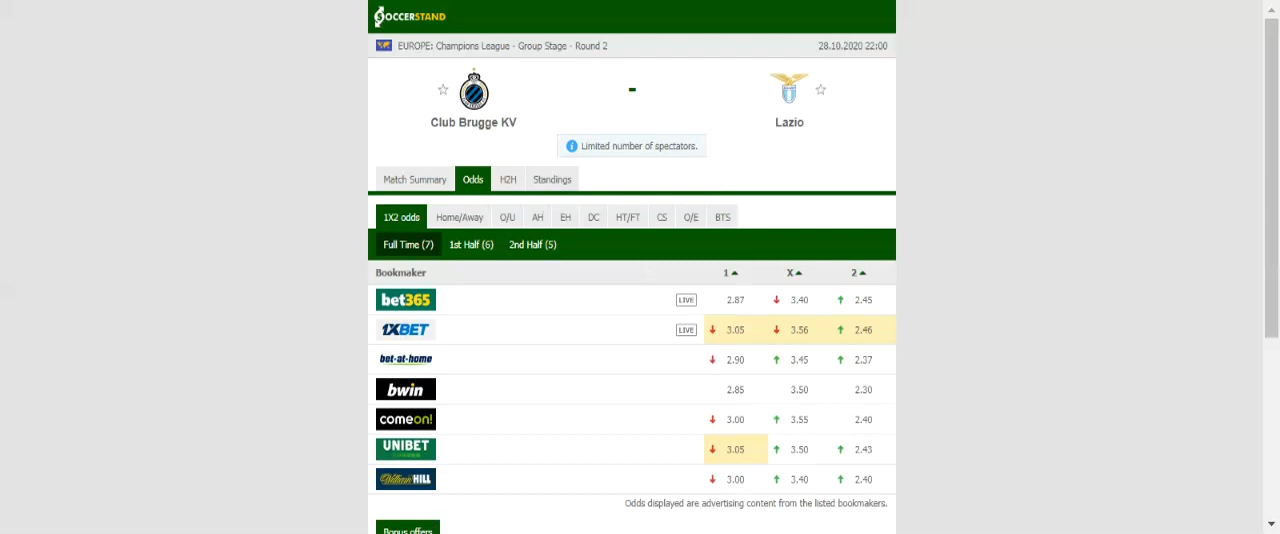 SOCCERSTAND
EUROPE: Champions League - Group Stage - Round 2 28.10.2020 22:00
-
Club Brugge KV Lazio
Limited number of spectators.
Match Summary Odds H2H Standings
1X2 odds Home/Away O/U AH EH DC HT/FT CS O/E BTS
Full Time (7) 1st Half (6) 2nd Half (5)
Bookmaker 1 X 2
bet365 LIVE 2.87 3.40 2.45
1XBET LIVE 3.05 3.56 2.46
bet-at-home 2.90 3.45 2.37
bwin 2.85 3.50 2.30
comeon! 3.00 3.55 2.40
UNIBET 3.05 3.50 2.43
William HILL 3.00 3.40 2.40
Odds displayed are advertising content from the listed bookmakers.
Bonus offers